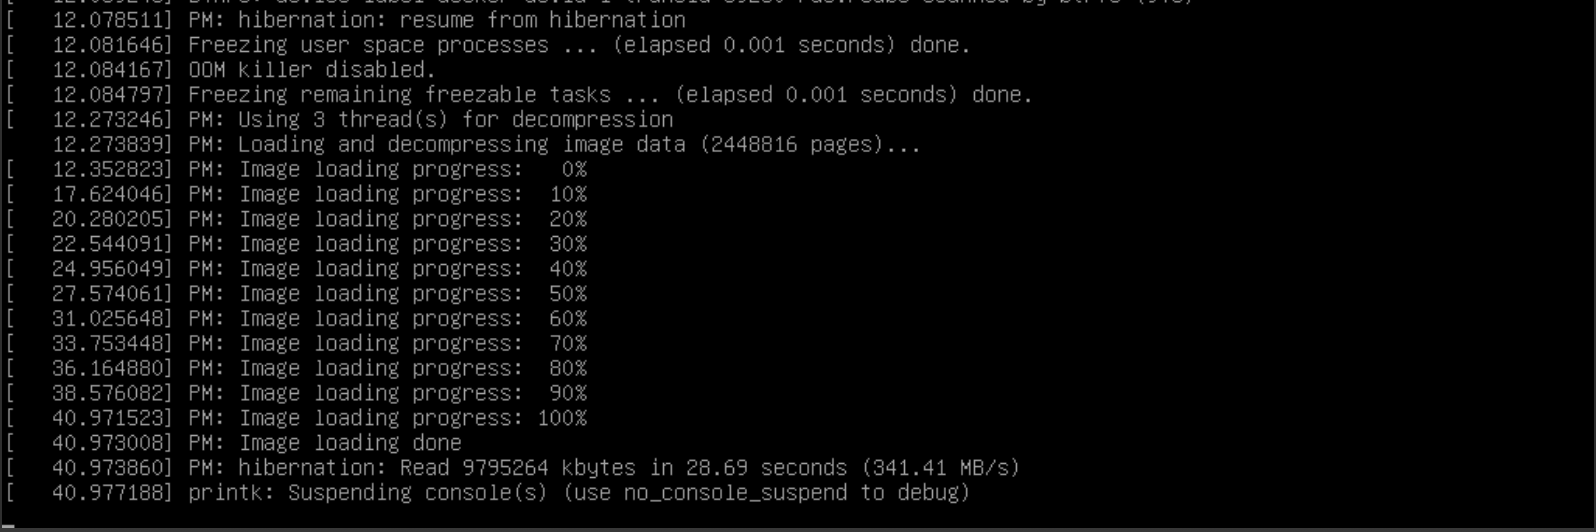 [   12.078511] PM: hibernation: resume from hibernation
[   12.081646] Freezing user space processes ... (elapsed 0.001 seconds) done.
[   12.084167] OOM killer disabled.
[   12.084797] Freezing remaining freezable tasks ... (elapsed 0.001 seconds) done.
[   12.273246] PM: Using 3 thread(s) for decompression
    12.273839] PM: Loading and decompressing image data (2448816 pages)...
[   12.352823] PM: Image loading progress:   0%
[   17.624046] PM: Image loading progress:  10%
[   20.280205] PM: Image loading progress:  20%
[   22.544091] PM: Image loading progress:  30%
[   24.956049] PM: Image loading progress:  40%
[   27.574061] PM: Image loading progress:  50%
[   31.025648] PM: Image loading progress:  60%
[   33.753448] PM: Image loading progress:  70%
[   36.164880] PM: Image loading progress:  80%
[   38.576082] PM: Image loading progress:  90%
[   40.971523] PM: Image loading progress: 100%
[   40.973008] PM: Image loading done
[   40.973860] PM: hibernation: Read 9795264 kbytes in 28.69 seconds (341.41 MB/s)
[   40.977188] printk: Suspending console(s) (use no_console_suspend to debug)